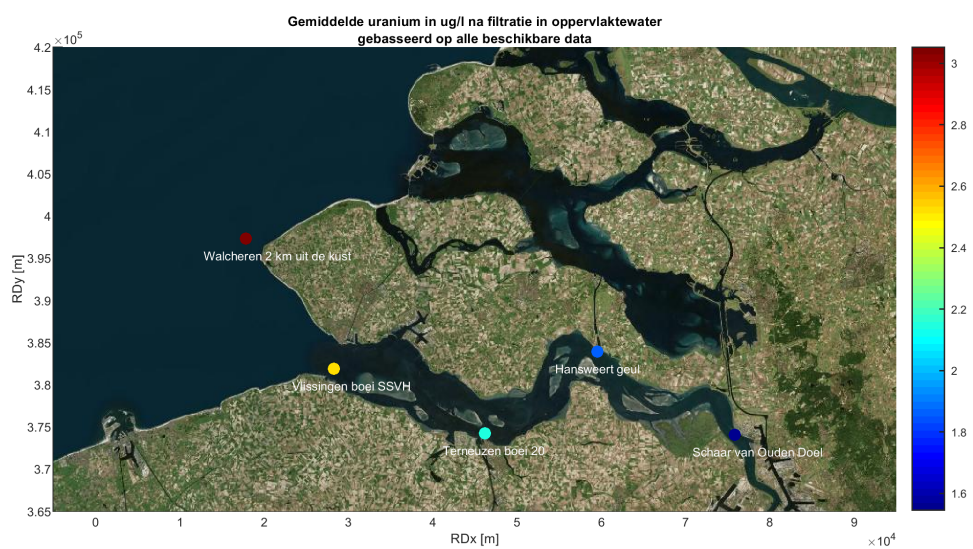 Gemiddelde uranium in ug/l na filtratie in oppervlaktewater
gebasseerd op alle beschikbare data
×10⁵
4.2
4.15
4.1
4.05
4
3.95
3.9
3.85
3.8
3.75
3.7
3.65
RDy [m]
Walcheren 2 km uit de kust
Vlissingen boei SSVH
Terneuzen boei 20
Hansweert geul
Schaar van Ouden Doel
0 1 2 3 4 5 6 7 8 9
RDx [m]
×10⁴
3
2.8
2.6
2.4
2.2
2
1.8
1.6